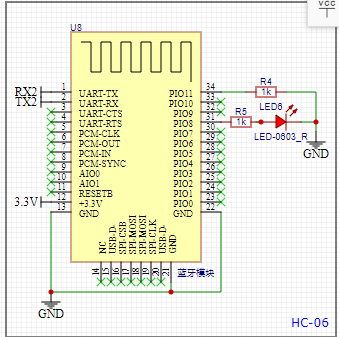 VCC
U8
RX2 1 UART-TX PIO11 34 R4 1k
TX2 2 UART-RX PIO10 33
3 UART-CTS PIO9 32 LED6
4 UART-RTS PIO8 31 R5 1k
5 PCM-CLK PIO7 30 LED-0603_R
6 PCM-OUT PIO6 29 GND
7 PCM-IN PIO5 28
8 PCM-SYNC PIO4 27
9 AIO0 PIO3 26
10 AIO1 PIO2 25
11 RESETB PIO1 24
3.3V 12 +3.3V PIO0 23
13 GND GND 22
NC
USB-D-
SPI-CSB
SPI-MOSI
SPI-MOSI
SPI-CLK
USB-D-
GND
14 15 16 17 18 19 20 21 蓝牙模块
GND
HC-06